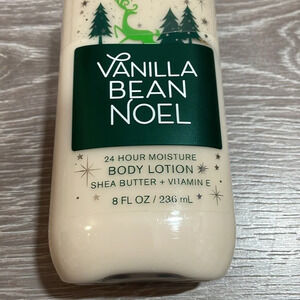 VANILLA
BEAN
NOEL
24 HOUR MOISTURE
BODY LOTION
SHEA BUTTER + VITAMIN E
8 FL OZ / 236 mL